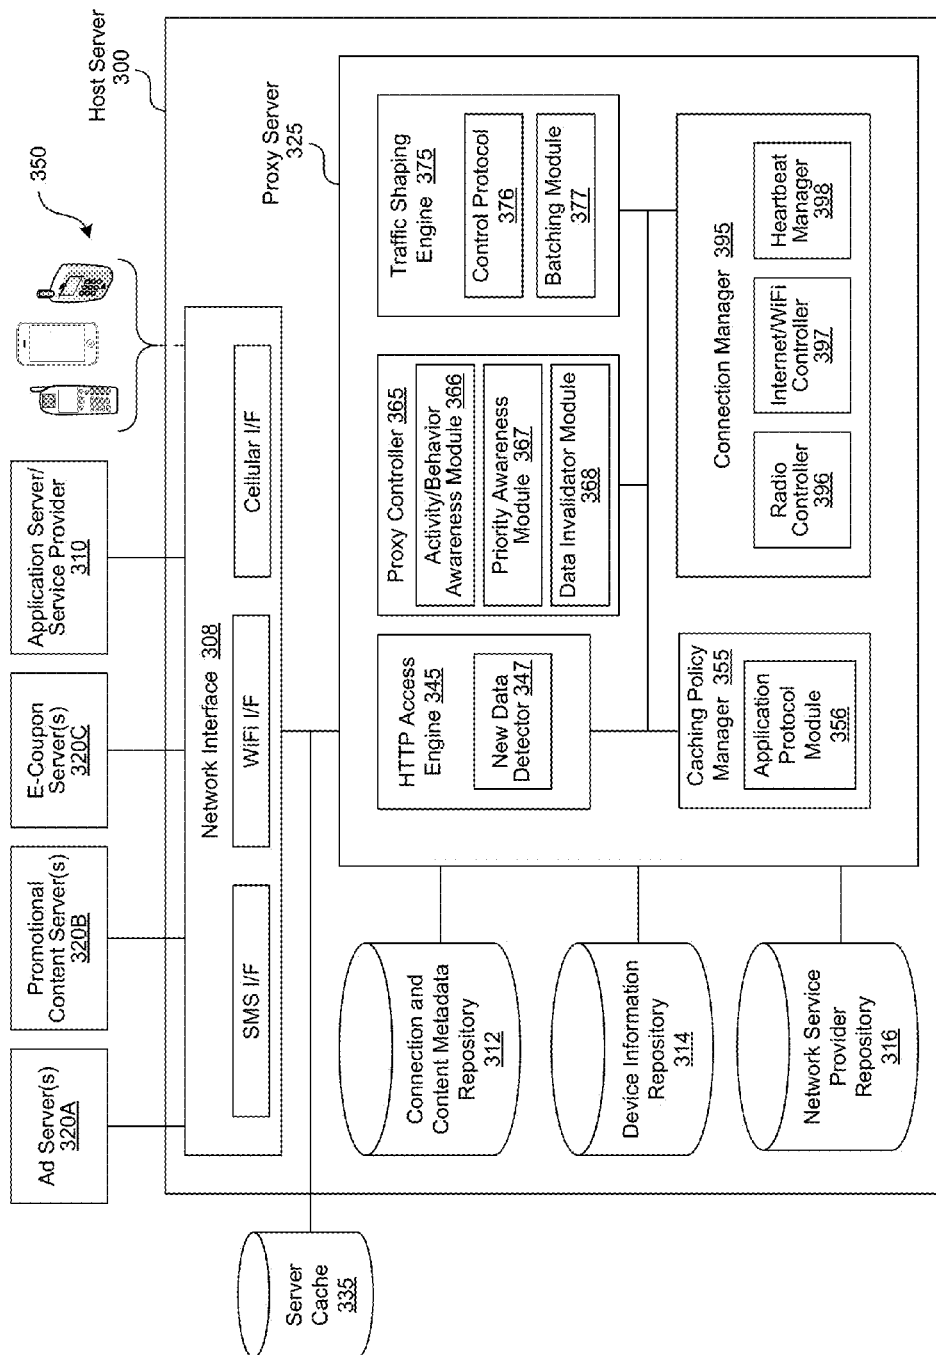 Ad Server(s)
320A
Promotional
Content Server(s)
320B
E-Coupon
Server(s)
320C
Application Server/
Service Provider
310
350
Host Server
300
Network Interface 308
SMS I/F
WiFi I/F
Cellular I/F
Server
Cache
335
Proxy Server
325
Connection and
Content Metadata
Repository
312
Device Information
Repository
314
Network Service
Provider
Repository
316
HTTP Access
Engine 345
New Data
Detector 347
Proxy Controller 365
Activity/Behavior
Awareness Module 366
Priority Awareness
Module 367
Data Invalidator Module
368
Traffic Shaping
Engine 375
Control Protocol
376
Batching Module
377
Caching Policy
Manager 355
Application
Protocol
Module
356
Connection Manager 395
Radio
Controller
396
Internet/WiFi
Controller
397
Heartbeat
Manager
398